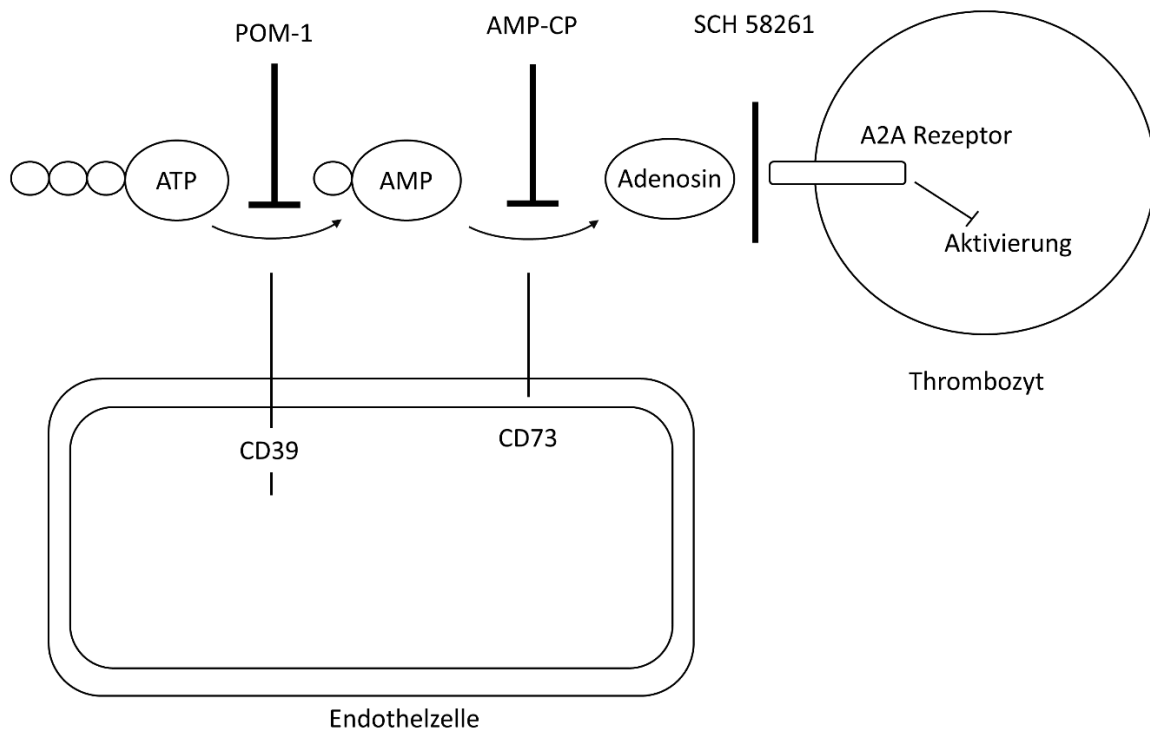 POM-1
AMP-CP
SCH 58261
ATP
AMP
Adenosin
A2A Rezeptor
Aktivierung
Thrombozyt
CD39
CD73
Endothelzelle